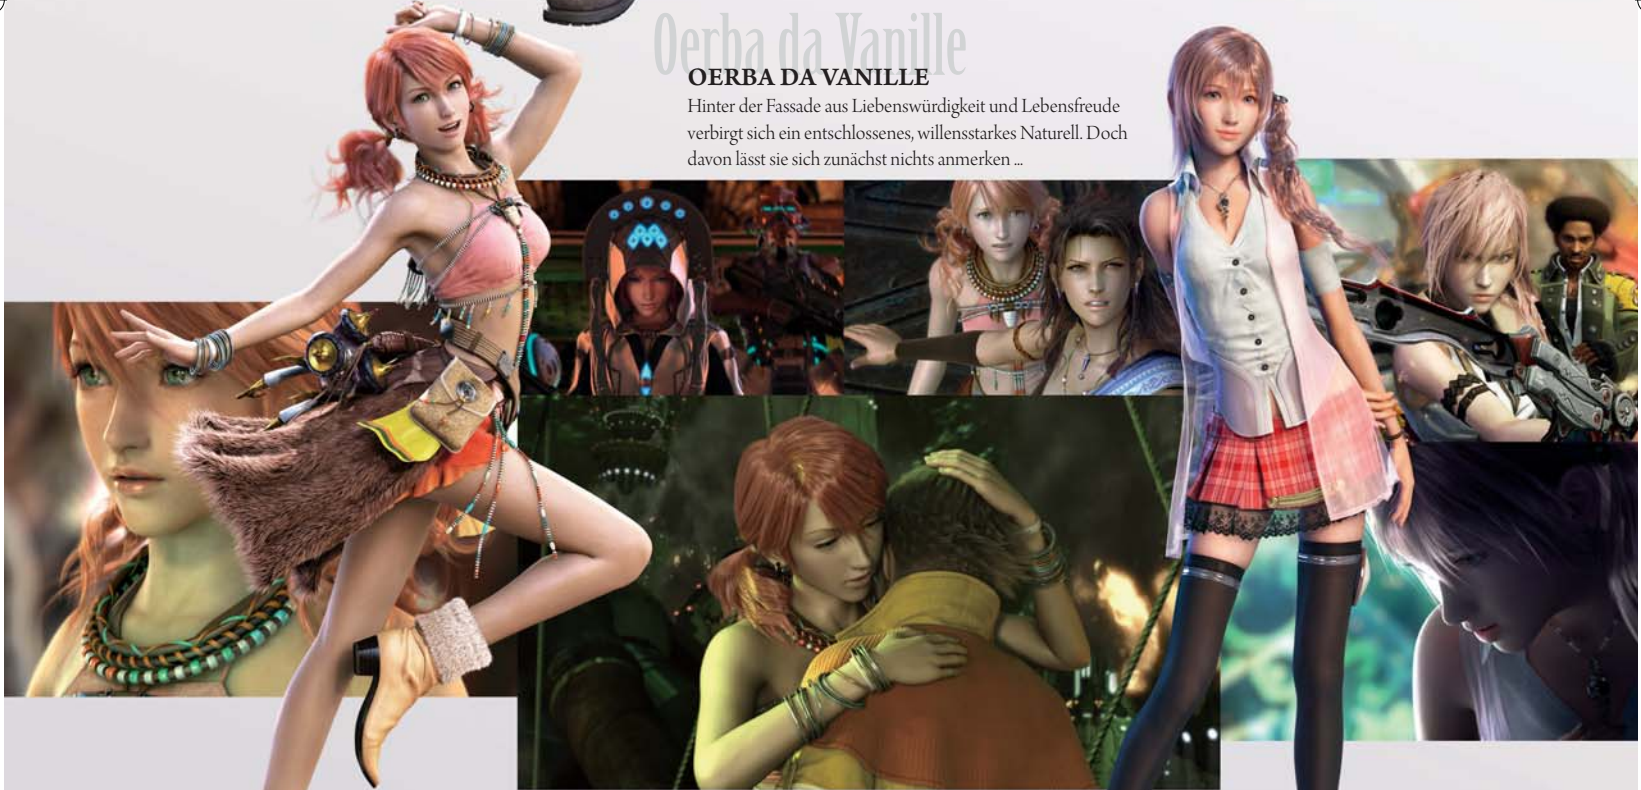 Oerba da Vanille
OERBA DA VANILLE
Hinter der Fassade aus Liebenswürdigkeit und Lebensfreude
verbirgt sich ein entschlossenes, willensstarkes Naturell. Doch
davon lässt sie sich zunächst nichts anmerken ...